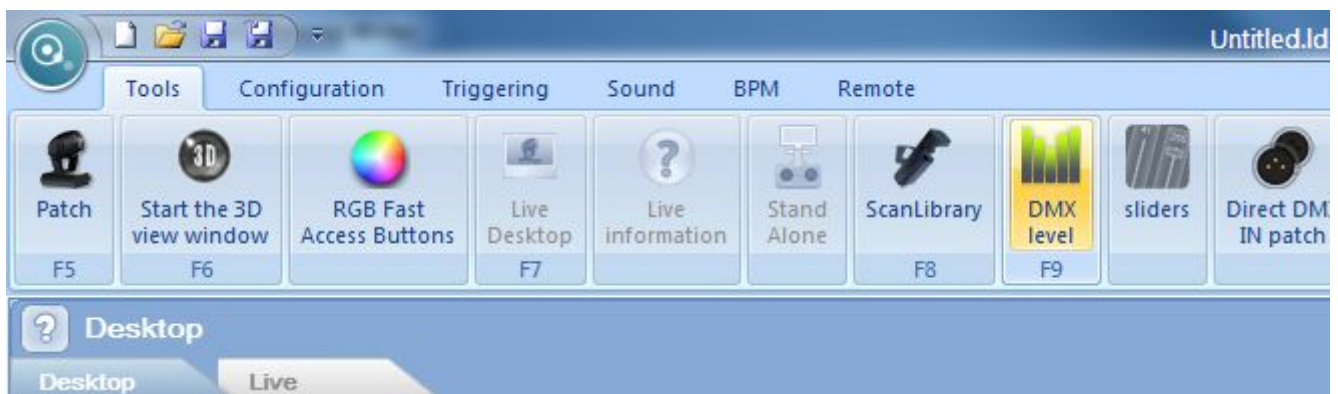 Untitled.ld
Tools Configuration Triggering Sound BPM Remote
3D
Patch Start the 3D RGB Fast Live Live Stand ScanLibrary DMX sliders Direct DM
view window Access Buttons Desktop information Alone level IN patch
F5 F6 F7 F8 F9
Desktop
Desktop Live